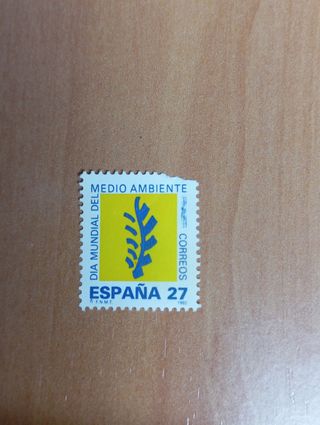 DIA MUNDIAL DEL
MEDIO AMBIENTE
CORREOS
ESPAÑA 27
F.N.M.T.